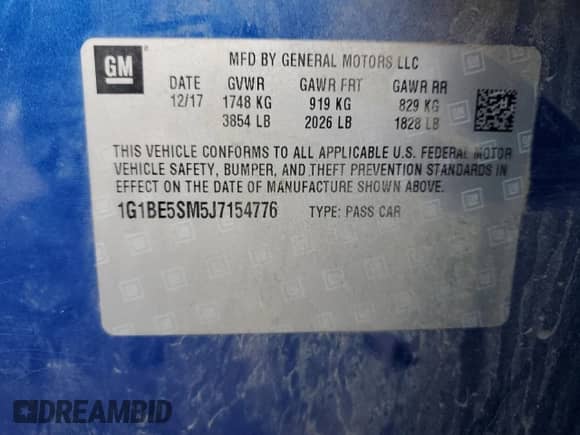 GM
MFD BY GENERAL MOTORS LLC
DATE GVWR GAWR FRT GAWR RR
12/17 1748 KG 919 KG 829 KG
3854 LB 2026 LB 1828 LB
THIS VEHICLE CONFORMS TO ALL APPLICABLE U.S. FEDERAL MOTOR
VEHICLE SAFETY, BUMPER, AND THEFT PREVENTION STANDARDS IN
EFFECT ON THE DATE OF MANUFACTURE SHOWN ABOVE.
1G1BE5SM5J7154776 TYPE: PASS CAR
DREAMBID